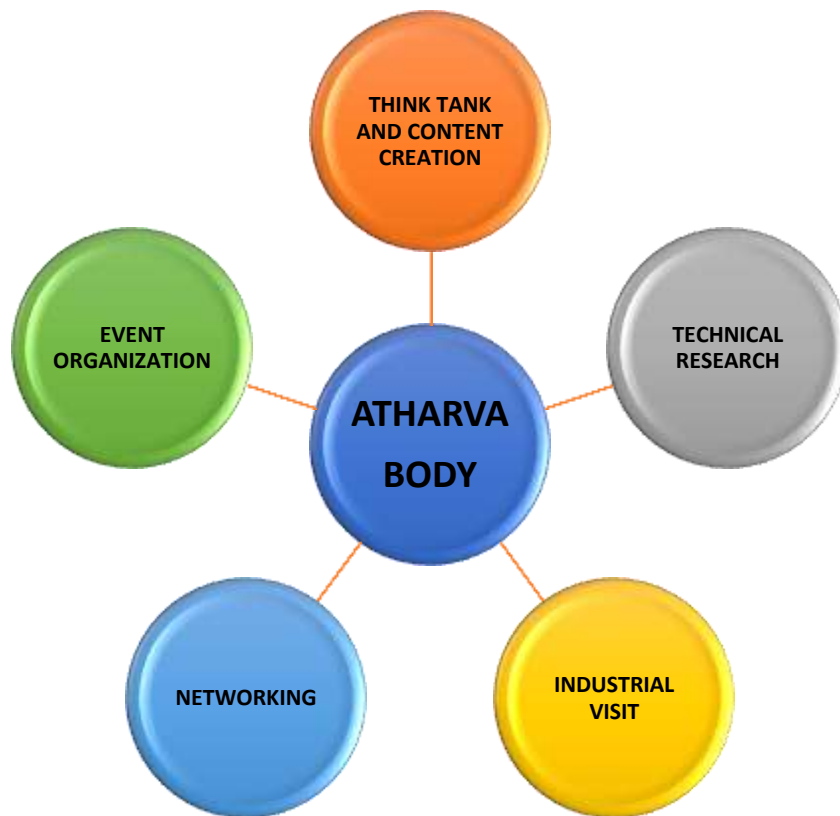 THINK TANK
AND CONTENT
CREATION
EVENT
ORGANIZATION
TECHNICAL
RESEARCH
ATHARVA
BODY
NETWORKING
INDUSTRIAL
VISIT